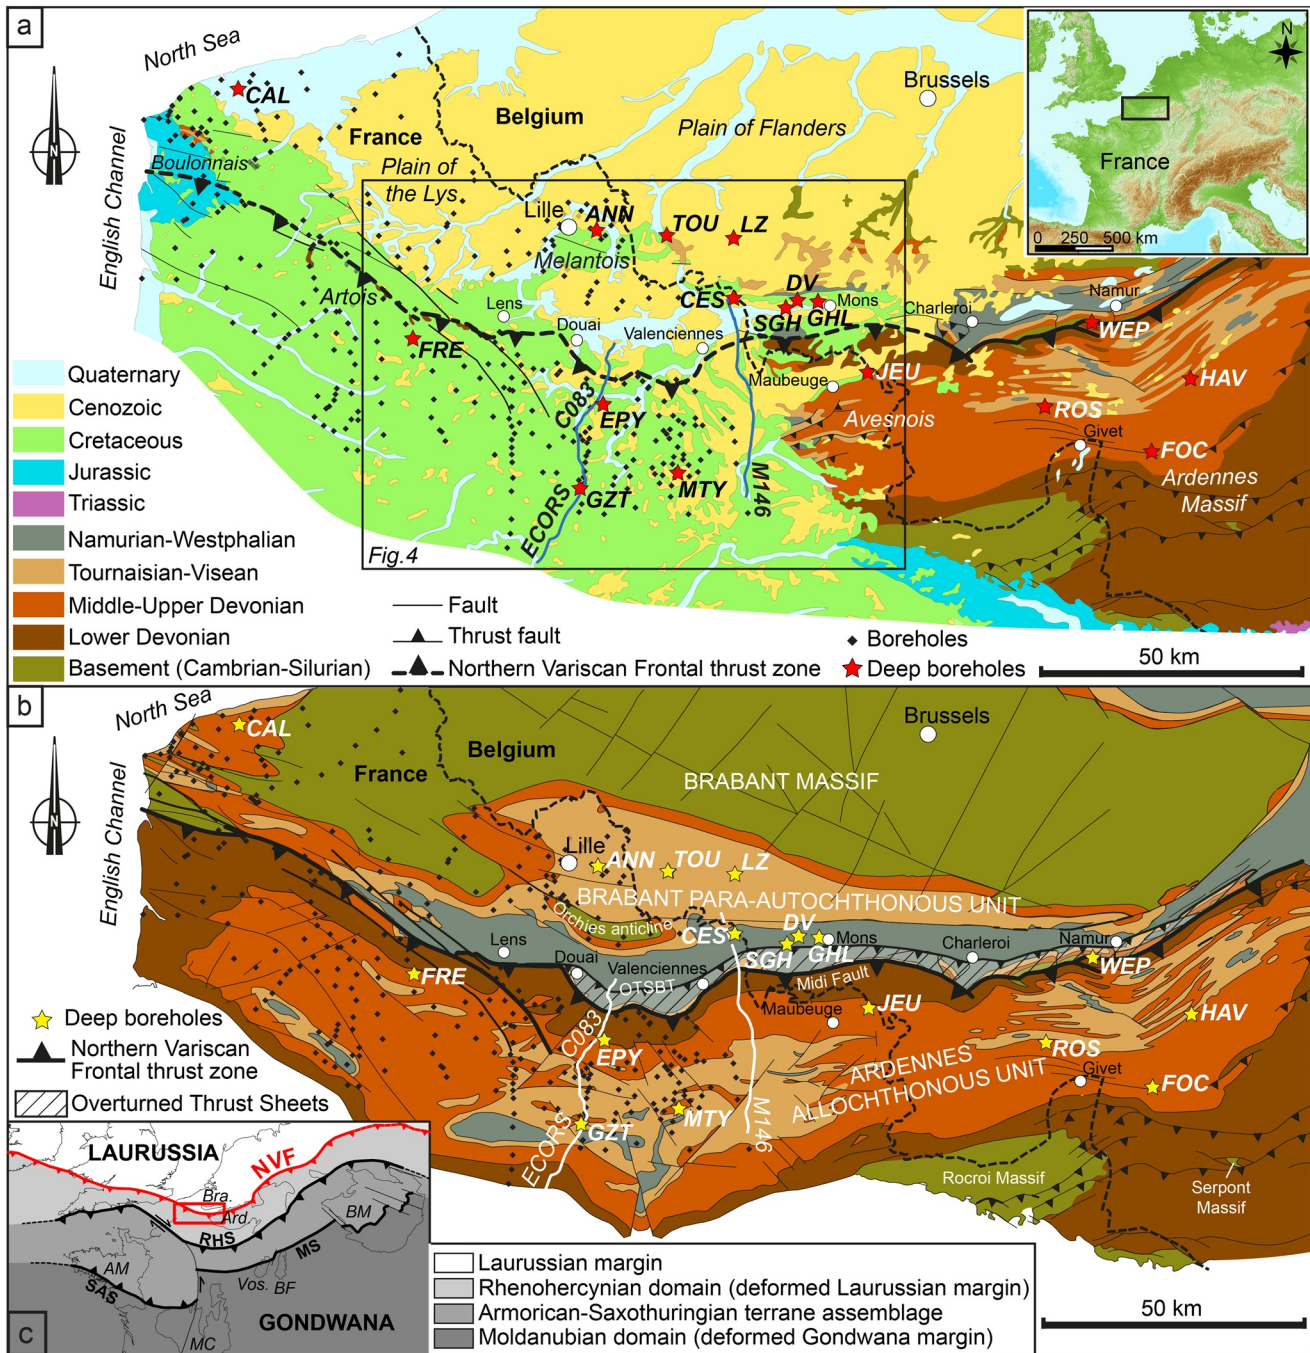 a
North Sea
CAL
English Channel
Boulonnais
France
Belgium
Plain of
the Lys
Plain of Flanders
Brussels
N
France
0 250 500 km
Lille
ANN
TOU
LZ
Melantois
Artois
Lens
Douai
Valenciennes
CES
DV
SGH
GHL
Mons
Charleroi
Namur
WEP
FRE
Maubeuge
JEU
HAV
C083
EPY
Avesnois
ROS
Givet
FOC
Ardennes
Massif
ECORS
GZT
MTY
M146
Fig.4
Quaternary
Cenozoic
Cretaceous
Jurassic
Triassic
Namurian-Westphalian
Tournaisian-Visean
Middle-Upper Devonian
Lower Devonian
Basement (Cambrian-Silurian)
Fault
Thrust fault
Northern Variscan Frontal thrust zone
Boreholes
Deep boreholes
50 km
b
North Sea
CAL
English Channel
France
Belgium
Brussels
BRABANT MASSIF
Lille
ANN
TOU
LZ
BRABANT PARA-AUTOCHTHONOUS UNIT
Orchies anticline
CES
DV
SGH
GHL
Mons
Charleroi
Namur
WEP
Lens
Douai
Valenciennes
OTSBT
Midi Fault
FRE
Maubeuge
JEU
HAV
C083
EPY
ARDENNES
ALLOCHTHONOUS UNIT
ROS
Givet
FOC
ECORS
GZT
MTY
M146
Rocroi Massif
Serpont
Massif
Deep boreholes
Northern Variscan
Frontal thrust zone
Overturned Thrust Sheets
50 km
LAURUSSIA
NVF
Bra.
Ard.
RHS
BM
MS
AM
SAS
Vos.
BF
MC
GONDWANA
c
Laurussian margin
Rhenohercynian domain (deformed Laurussian margin)
Armorican-Saxothuringian terrane assemblage
Moldanubian domain (deformed Gondwana margin)